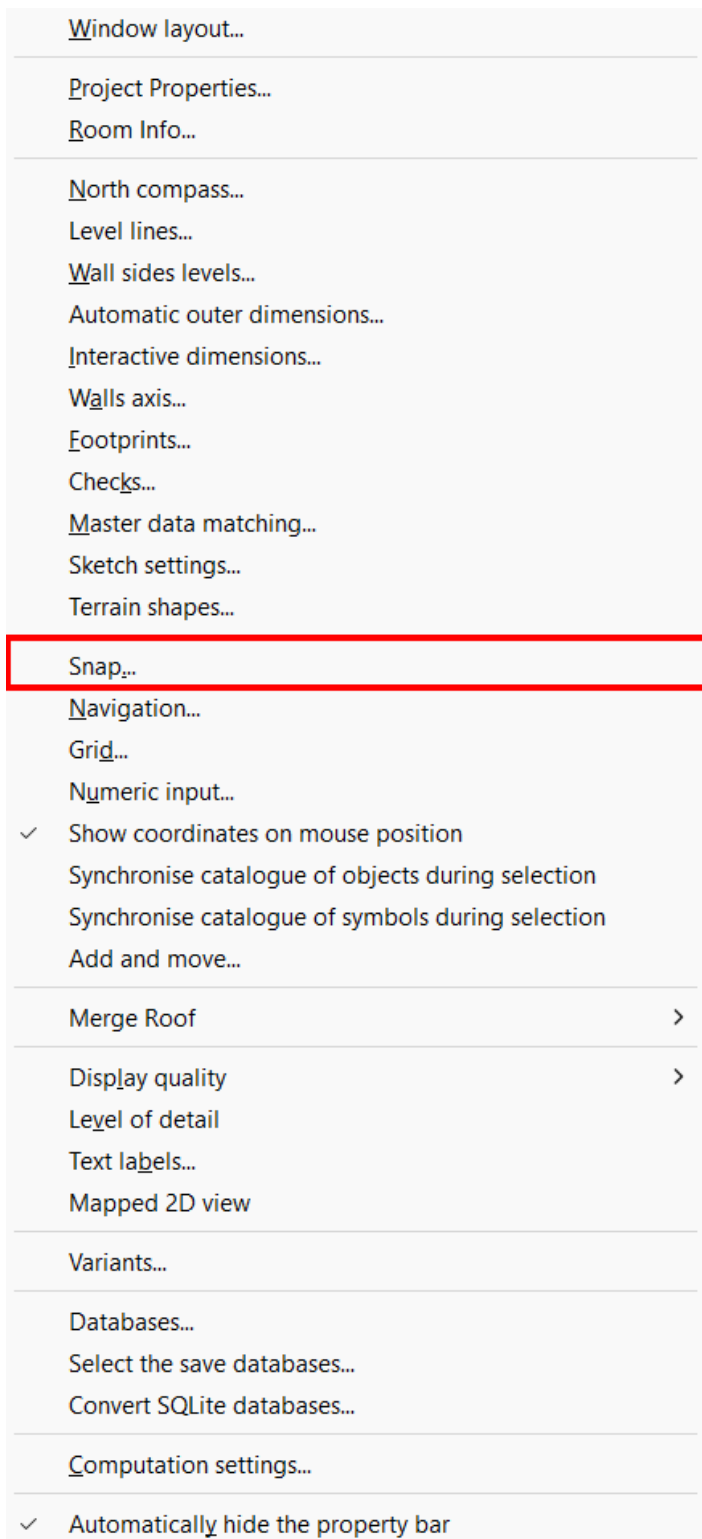 Window layout...
Project Properties...
Room Info...
North compass...
Level lines...
Wall sides levels...
Automatic outer dimensions...
Interactive dimensions...
Walls axis...
Footprints...
Checks...
Master data matching...
Sketch settings...
Terrain shapes...
Snap...
Navigation...
Grid...
Numeric input...
Show coordinates on mouse position
Synchronise catalogue of objects during selection
Synchronise catalogue of symbols during selection
Add and move...
Merge Roof
Display quality
Level of detail
Text labels...
Mapped 2D view
Variants...
Databases...
Select the save databases...
Convert SQLite databases...
Computation settings...
Automatically hide the property bar